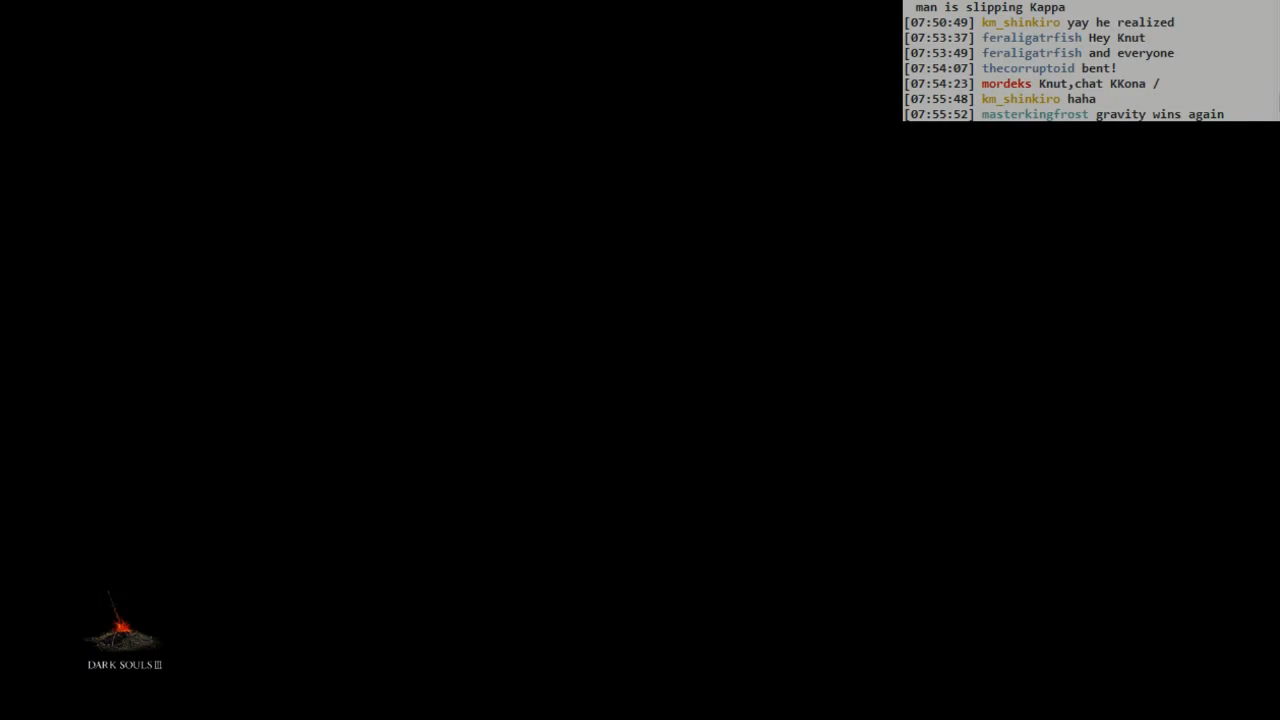 man is slipping Kappa
[07:50:49] km_shinkiro yay he realized
[07:53:37] feraligatrfish Hey Knut
[07:53:49] feraligatrfish and everyone
[07:54:07] thecorruptoid bent!
[07:54:23] mordeks Knut,chat KKona /
[07:55:48] km_shinkiro haha
[07:55:52] masterkingfrost gravity wins again
DARK SOULS III